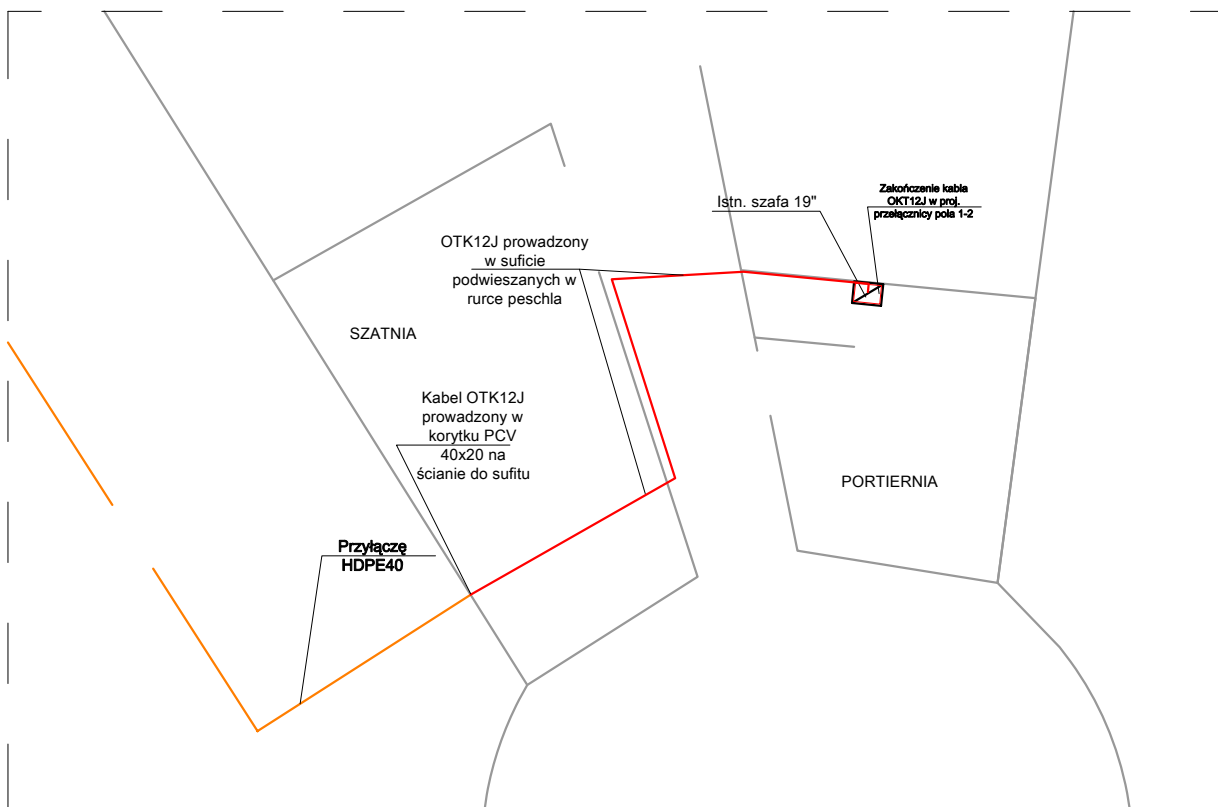 Zakończenie kabla
OKT12J w proj.
przełącznicy pola 1-2
Istn. szafa 19"
OTK12J prowadzony
w suficie
podwieszanych w
rurce peschla
SZATNIA
Kabel OTK12J
prowadzony w
korytku PCV
40x20 na
ścianie do sufitu
PORTIERNIA
Przyłączę
HDPE40